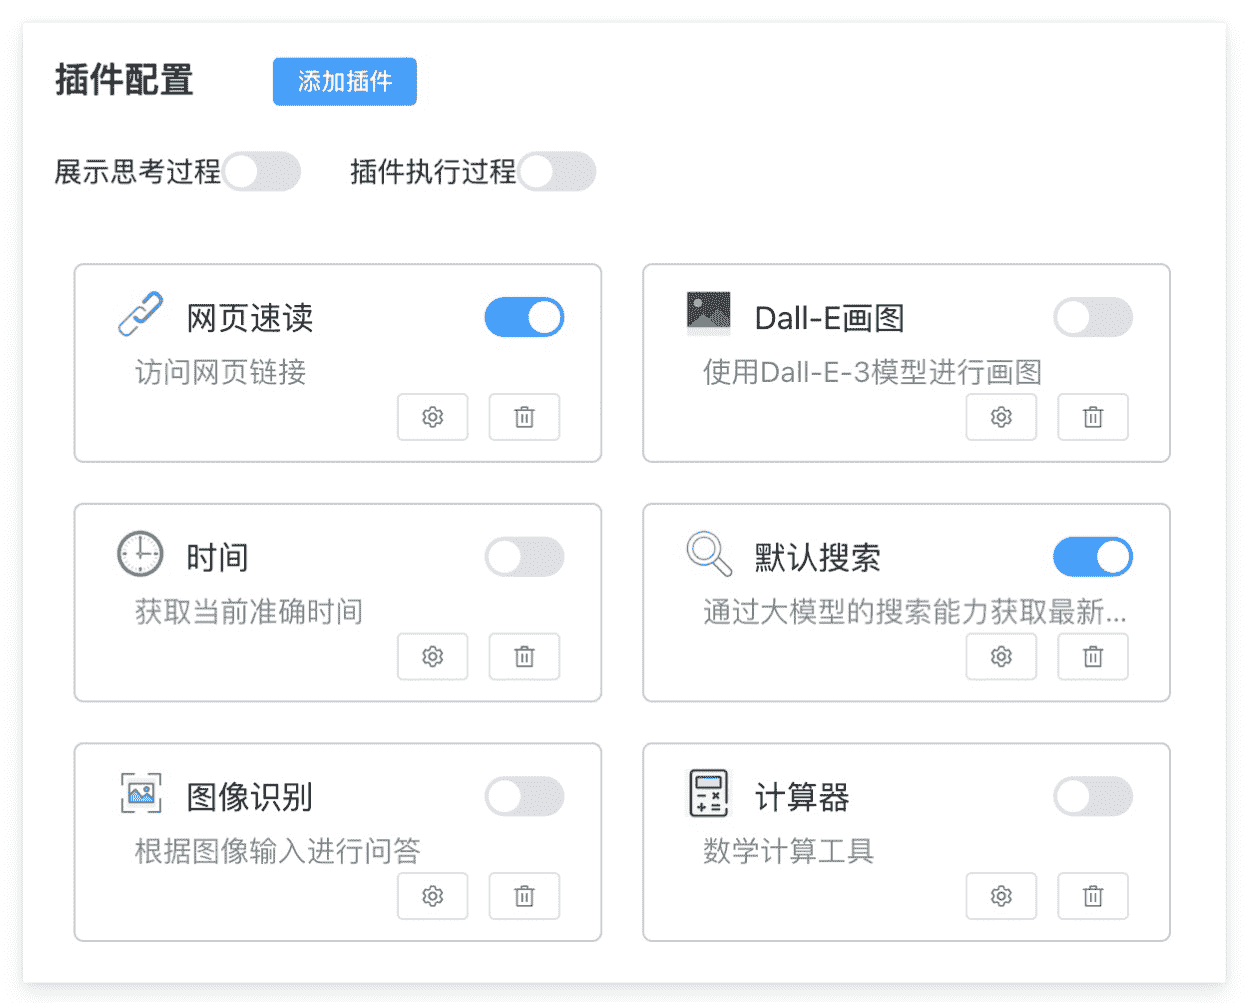 插件配置
添加插件
展示思考过程
插件执行过程
网页速读
访问网页链接
Dall-E画图
使用Dall-E-3模型进行画图
时间
获取当前准确时间
默认搜索
通过大模型的搜索能力获取最新...
图像识别
根据图像输入进行问答
计算器
数学计算工具